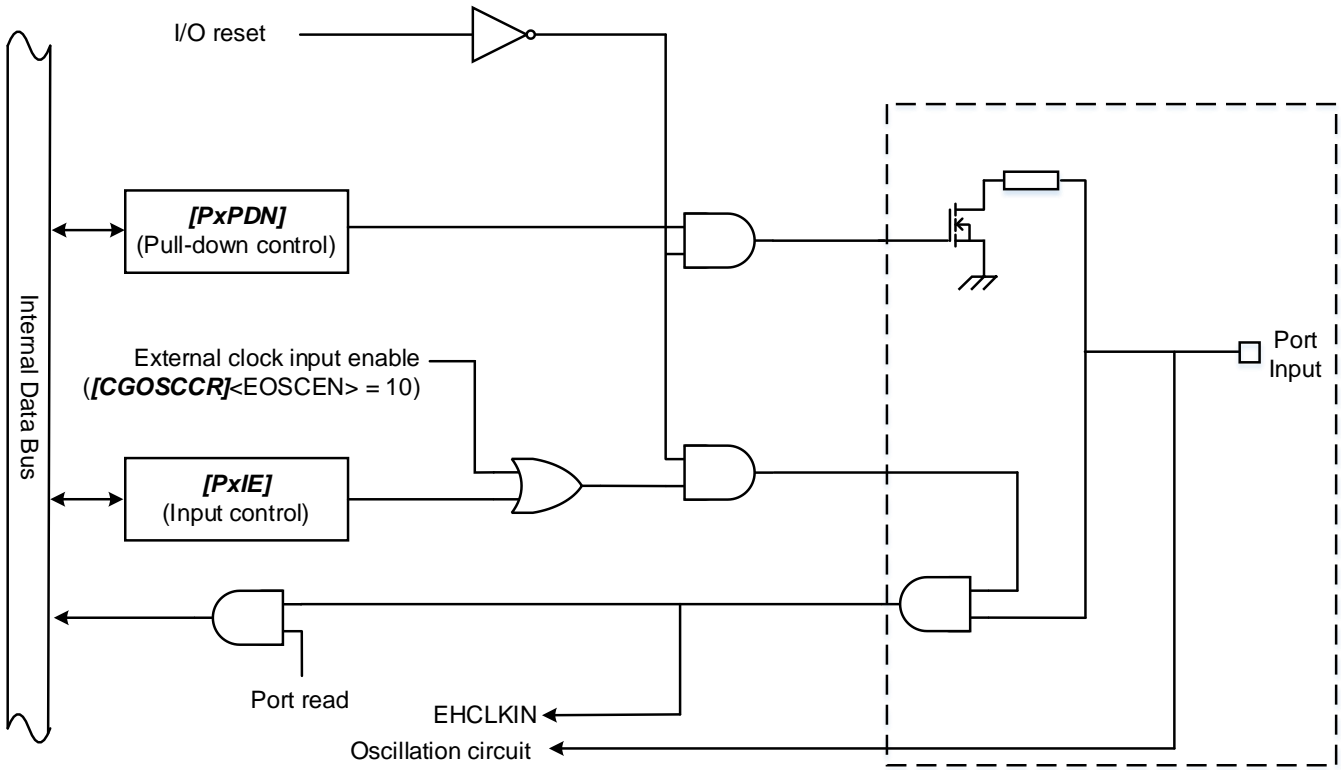 I/O reset
[PxPDN]
(Pull-down control)
Internal Data Bus
External clock input enable
([CGOSCCR]<EOSCEN> = 10)
Port
Input
[PxIE]
(Input control)
Port read
EHCLKIN
Oscillation circuit